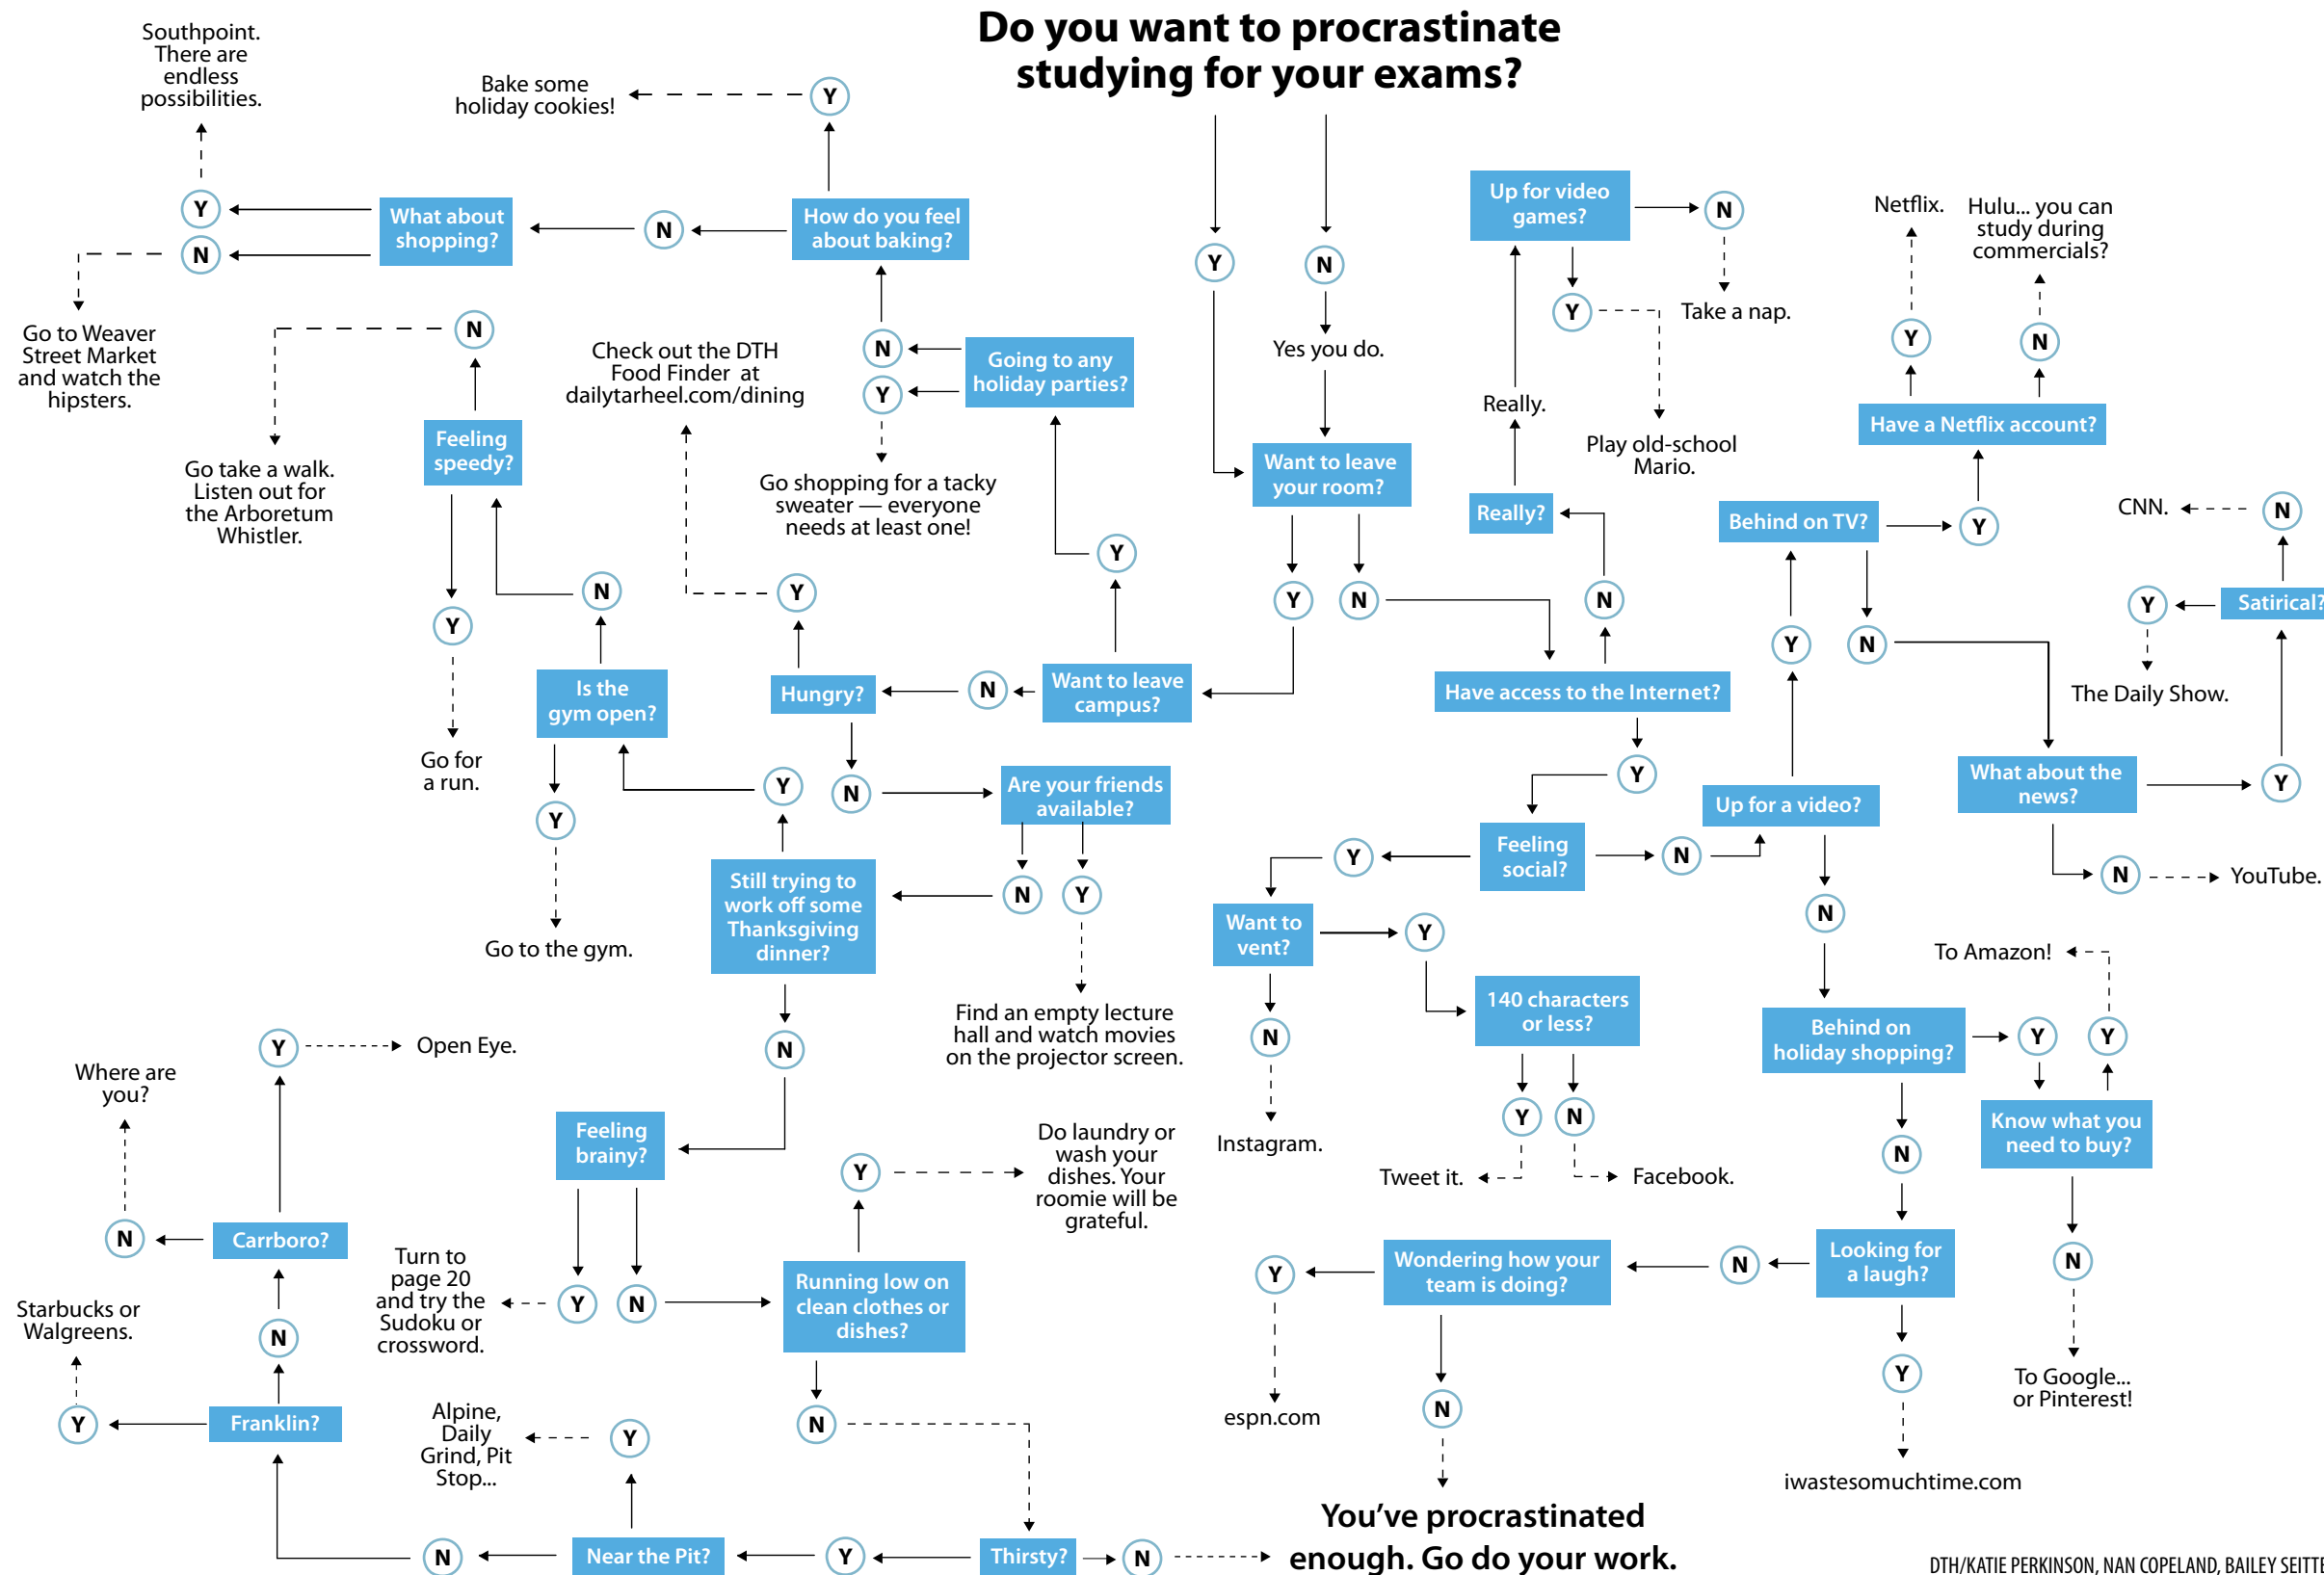 Do you want to procrastinate
studying for your exams?
Southpoint.
There are
endless
possibilities.
Bake some
holiday cookies!
Y
Y
What about
shopping?
N
N
How do you feel
about baking?
Go to Weaver
Street Market
and watch the
hipsters.
N
Feeling
speedy?
Go take a walk.
Listen out for
the Arboretum
Whistler.
Y
Go for
a run.
Check out the DTH
Food Finder at
dailytarheel.com/dining
N
Y
Going to any
holiday parties?
Go shopping for a tacky
sweater — everyone
needs at least one!
Y
N
Y
Is the
gym open?
Hungry?
N
Want to leave
campus?
Y
Y
N
Are your friends
available?
Go to the gym.
Still trying to
work off some
Thanksgiving
dinner?
N
Y
Find an empty lecture
hall and watch movies
on the projector screen.
N
Y
N
Yes you do.
Want to leave
your room?
Y
N
Up for video
games?
N
Y
Take a nap.
Play old-school
Mario.
Really.
Really?
N
Have access to the Internet?
Y
Netflix.
Hulu... you can
study during
commercials?
Y
N
Have a Netflix account?
Behind on TV?
Y
CNN.
N
Y
Satirical?
The Daily Show.
Y
N
What about the
news?
Y
N
YouTube.
Up for a video?
Feeling
social?
N
Y
N
Want to
vent?
Y
N
Instagram.
140 characters
or less?
Y
N
Tweet it.
Facebook.
To Amazon!
Behind on
holiday shopping?
Y
Y
Know what you
need to buy?
N
N
To Google...
or Pinterest!
Looking for
a laugh?
N
Y
iwastesomuchtime.com
Wondering how your
team is doing?
Y
espn.com
N
Y
Open Eye.
Where are
you?
N
Carrboro?
Starbucks or
Walgreens.
N
Y
Franklin?
Feeling
brainy?
Turn to
page 20
and try the
Sudoku or
crossword.
Y
N
Y
Do laundry or
wash your
dishes. Your
roomie will be
grateful.
Running low on
clean clothes or
dishes?
N
Alpine,
Daily
Grind, Pit
Stop...
Y
N
Near the Pit?
Y
Thirsty?
N
You’ve procrastinated
enough. Go do your work.
DTH/KATIE PERKINSON, NAN COPELAND, BAILEY